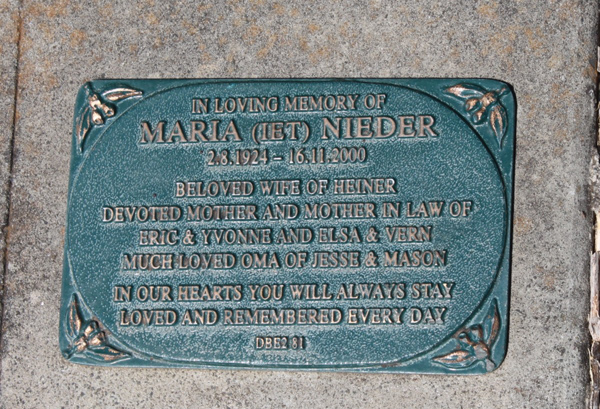 IN LOVING MEMORY OF
MARIA (IET) NIEDER
2.8.1924 – 16.11.2000
BELOVED WIFE OF HEINER
DEVOTED MOTHER AND MOTHER IN LAW OF
ERIC & YVONNE AND ELSA & VERN
MUCH LOVED OMA OF JESSE & MASON
IN OUR HEARTS YOU WILL ALWAYS STAY
LOVED AND REMEMBERED EVERY DAY
DBE2 81